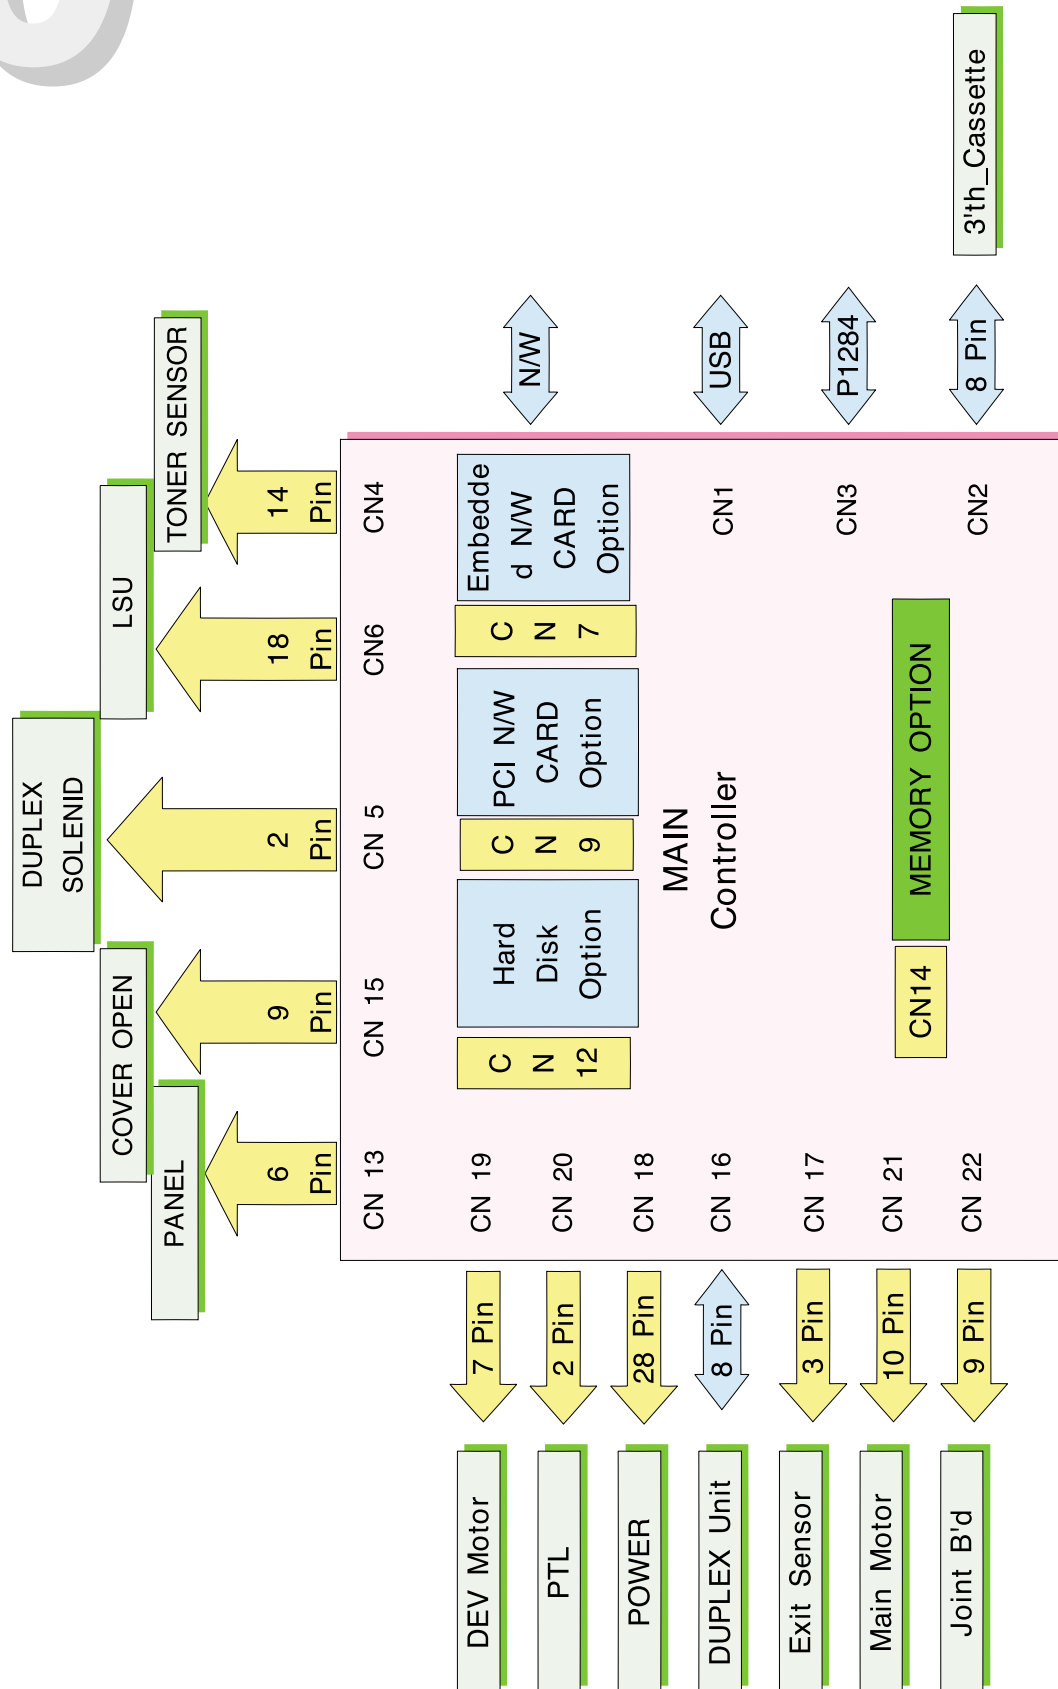 DUPLEX
SOLENID
COVER OPEN
LSU
PANEL
TONER SENSOR
6
Pin
9
Pin
2
Pin
18
Pin
14
Pin
CN 13
CN 15
CN 5
CN6
CN4
DEV Motor
7 Pin
CN 19
PTL
2 Pin
CN 20
POWER
28 Pin
CN 18
DUPLEX Unit
8 Pin
CN 16
Exit Sensor
3 Pin
CN 17
Main Motor
10 Pin
CN 21
Joint B'd
9 Pin
CN 22
C
N
12
Hard
Disk
Option
C
N
9
PCI N/W
CARD
Option
C
N
7
Embedde
d N/W
CARD
Option
MAIN
Controller
CN14
MEMORY OPTION
N/W
CN1
USB
CN3
P1284
CN2
8 Pin
3'th_Cassette